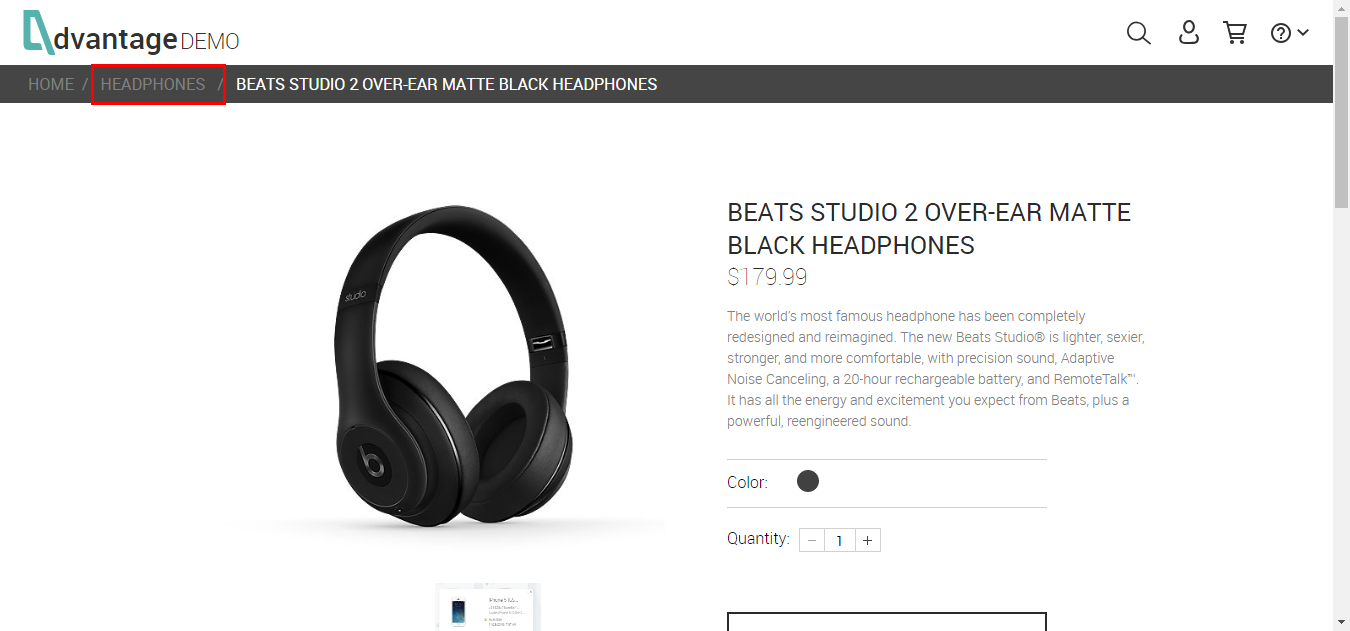 dvantage DEMO
HOME / HEADPHONES / BEATS STUDIO 2 OVER-EAR MATTE BLACK HEADPHONES
studio
BEATS STUDIO 2 OVER-EAR MATTE
BLACK HEADPHONES
$179.99
The world's most famous headphone has been completely
redesigned and reimagined. The new Beats Studio® is lighter, sexier,
stronger, and more comfortable, with precision sound, Adaptive
Noise Canceling, a 20-hour rechargeable battery, and RemoteTalk™.
It has all the energy and excitement you expect from Beats, plus a
powerful, reengineered sound.
Color:
Quantity: − 1 +